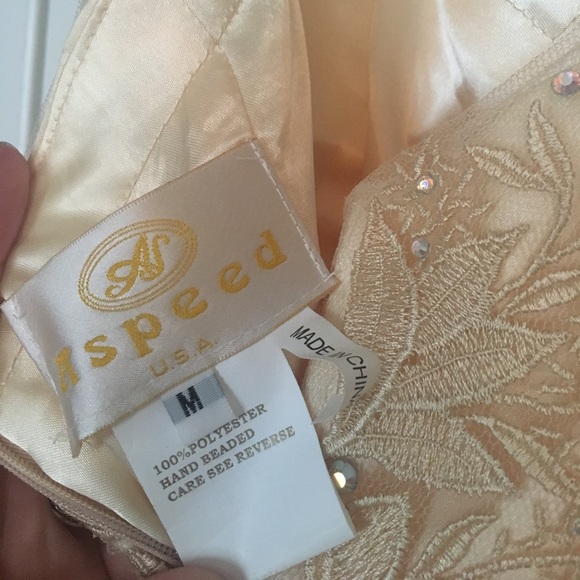 AS
Aspeed
U.S.A.
M
MADE IN CHINA
100%POLYESTER
HAND BEADED
CARE SEE REVERSE